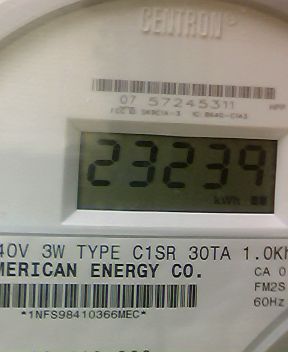 CENTRON®
07 57245311
23239
kWh
40V 3W TYPE C1SR 30TA 1.0Kh
MERICAN ENERGY CO.
CA 0
FM2S
60Hz
*1NFS98410366MEC*